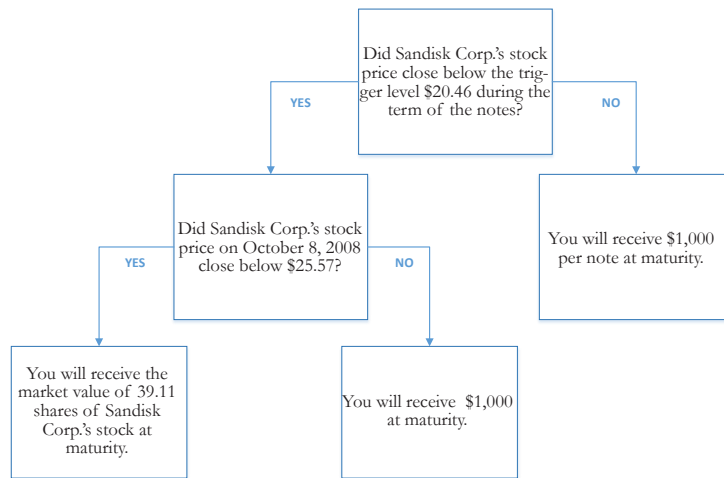 Did Sandisk Corp.'s stock
price close below the trig-
ger level $20.46 during the
term of the notes?
YES
NO
Did Sandisk Corp.'s stock
price on October 8, 2008
close below $25.57?
You will receive $1,000
per note at maturity.
YES
NO
You will receive the
market value of 39.11
shares of Sandisk
Corp.'s stock at
maturity.
You will receive  $1,000
at maturity.